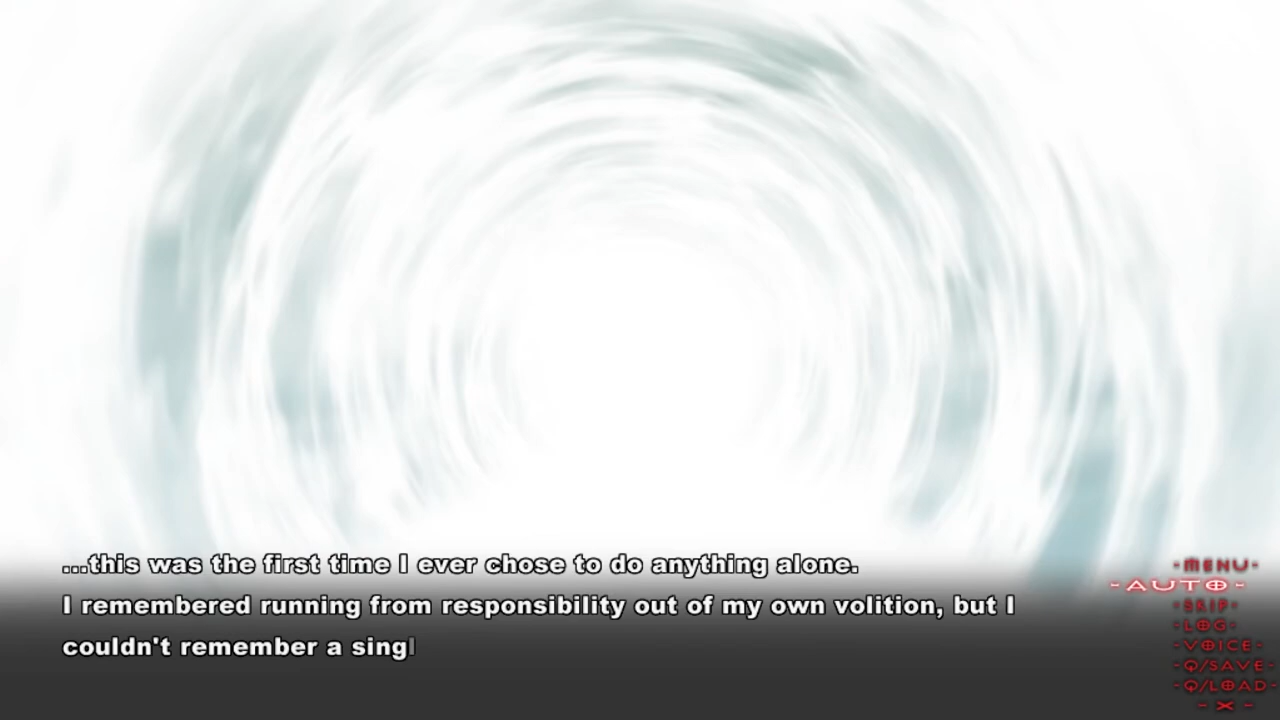 ...this was the first time I ever chose to do anything alone.
I remembered running from responsibility out of my own volition, but I
couldn't remember a singl
-MENU-
-AUTO-
-SKIP-
-LOG-
-VOICE-
-Q/SAVE-
-Q/LOAD-
-X-